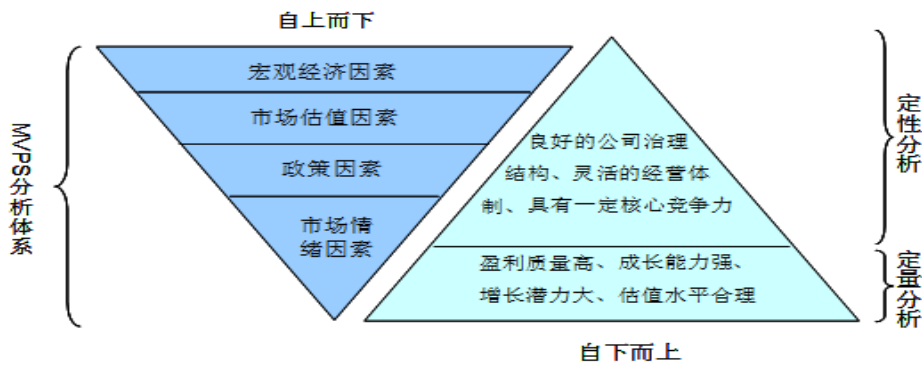 自上而下
MVPS分析体系
宏观经济因素
市场估值因素
政策因素
市场情
绪因素
良好的公司治理
结构、灵活的经营体
制、具有一定核心竞争力
盈利质量高、成长能力强、
增长潜力大、估值水平合理
定性分析
定量分析
自下而上